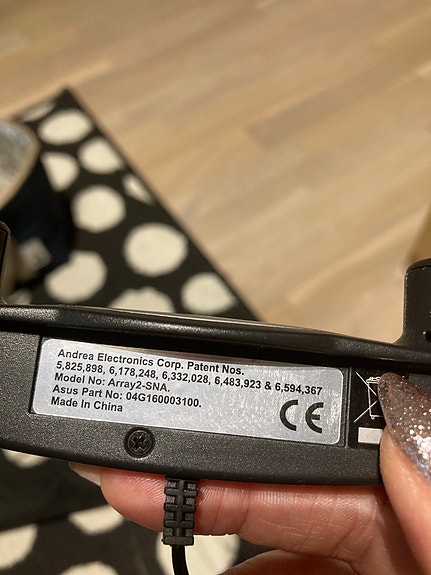 Andrea Electronics Corp. Patent Nos.
5,825,898, 6,178,248, 6,332,028, 6,483,923 & 6,594,367
Model No: Array2-SNA.
Asus Part No: 04G160003100.
Made In China
CE